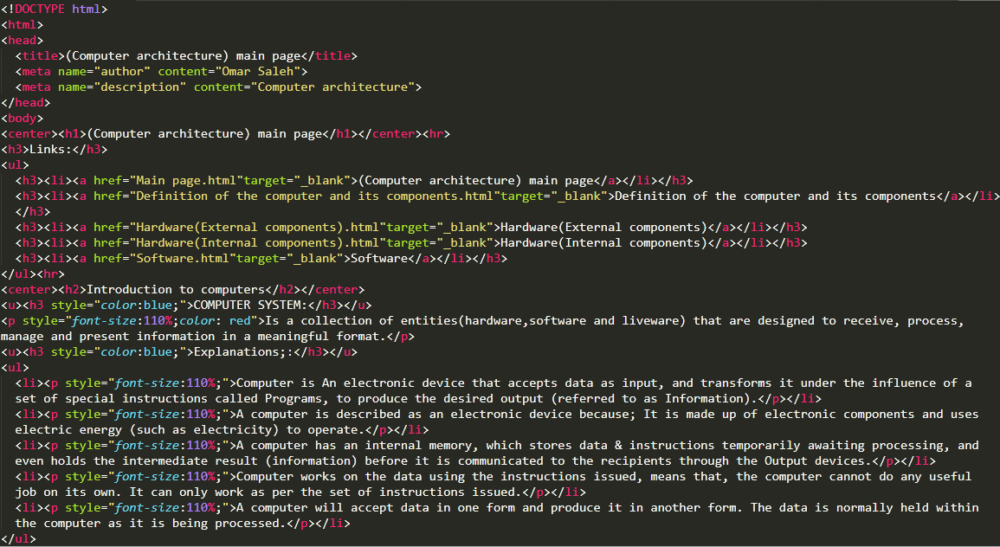 <!DOCTYPE html>
<html>
<head>
  <title>(Computer architecture) main page</title>
  <meta name="author" content="Omar Saleh">
  <meta name="description" content="Computer architecture">
</head>
<body>
<center><h1>(Computer architecture) main page</h1></center><hr>
<h3>Links:</h3>
<ul>
  <h3><li><a href="Main page.html"target="_blank">(Computer architecture) main page</a></li></h3>
  <h3><li><a href="Definition of the computer and its components.html"target="_blank">Definition of the computer and its components</a></li>
  </h3>
  <h3><li><a href="Hardware(External components).html"target="_blank">Hardware(External components)</a></li></h3>
  <h3><li><a href="Hardware(Internal components).html"target="_blank">Hardware(Internal components)</a></li></h3>
  <h3><li><a href="Software.html"target="_blank">Software</a></li></h3>
</ul><hr>
<center><h2>Introduction to computers</h2></center>
<u><h3 style="color:blue;">COMPUTER SYSTEM:</h3></u>
<p style="font-size:110%;color: red">Is a collection of entities(hardware,software and liveware) that are designed to receive, process,
manage and present information in a meaningful format.</p>
<u><h3 style="color:blue;">Explanations;:</h3></u>
<ul>
  <li><p style="font-size:110%;">Computer is An electronic device that accepts data as input, and transforms it under the influence of a
  set of special instructions called Programs, to produce the desired output (referred to as Information).</p></li>
  <li><p style="font-size:110%;">A computer is described as an electronic device because; It is made up of electronic components and uses
  electric energy (such as electricity) to operate.</p></li>
  <li><p style="font-size:110%;">A computer has an internal memory, which stores data & instructions temporarily awaiting processing, and
  even holds the intermediate result (information) before it is communicated to the recipients through the Output devices.</p></li>
  <li><p style="font-size:110%;">Computer works on the data using the instructions issued, means that, the computer cannot do any useful
  job on its own. It can only work as per the set of instructions issued.</p></li>
  <li><p style="font-size:110%;">A computer will accept data in one form and produce it in another form. The data is normally held within
  the computer as it is being processed.</p></li>
</ul>